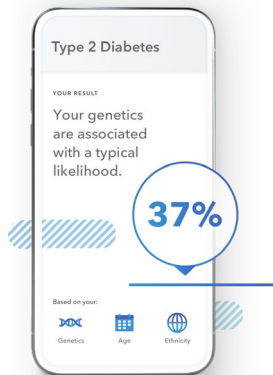 Type 2 Diabetes
YOUR RESULT
Your genetics
are associated
with a typical
likelihood.
37%
Based on your:
Genetics Age Ethnicity